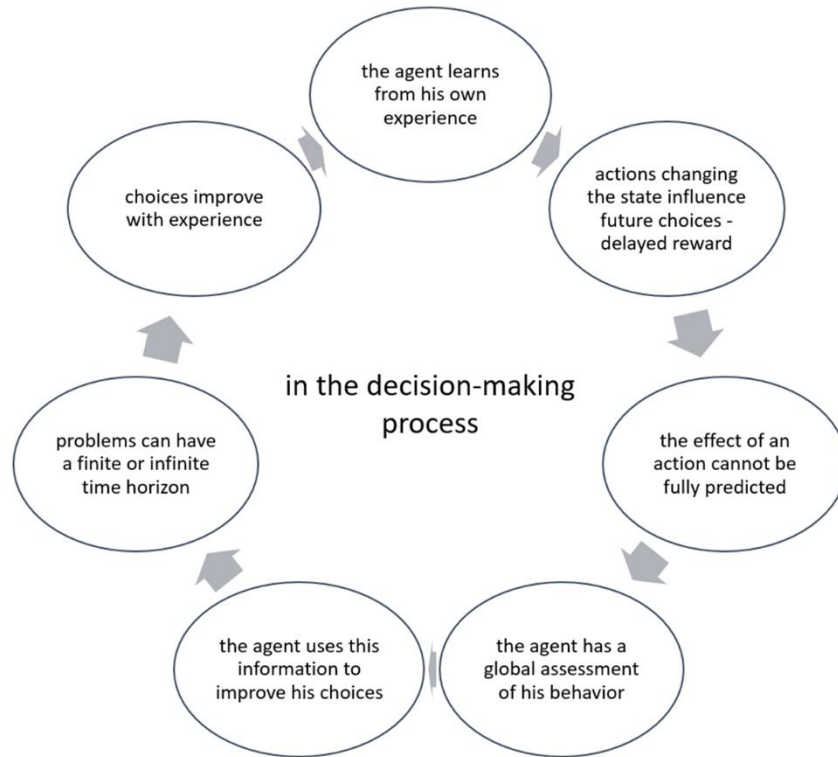 the agent learns
from his own
experience
actions changing
the state influence
future choices -
delayed reward
the effect of an
action cannot be
fully predicted
the agent has a
global assessment
of his behavior
the agent uses this
information to
improve his choices
problems can have
a finite or infinite
time horizon
choices improve
with experience
in the decision-making
process